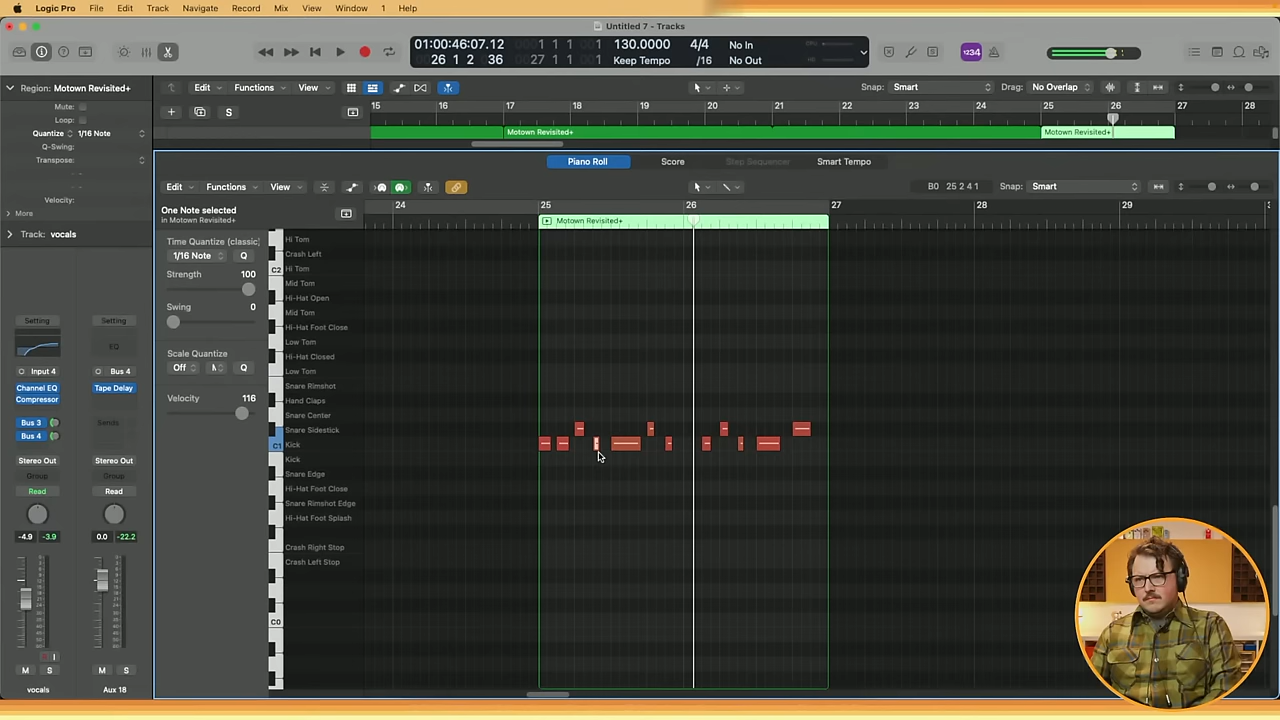 Logic Pro File Edit Track Navigate Record Mix View Window 1 Help
Untitled 7 - Tracks
01:00:46:07.12
26 1 2 36
1 1 1
27 1 1 1
130.0000
Keep Tempo
4/4
/16
No In
No Out
1234
Region: Motown Revisited+
Mute:
Loop:
Quantize 1/16 Note
Q-Swing:
Transpose:
Velocity:
More
Track: vocals
Edit Functions View
Snap: Smart
Drag: No Overlap
S
15 16 17 18 19 20 21 22 23 24 25 26 27 28
Motown Revisited+
Motown Revisited+
Piano Roll Score Step Sequencer Smart Tempo
Edit Functions View
B0 25 2 4 1
Snap: Smart
One Note selected
in Motown Revisited+
24 25 26 27 28 29
Motown Revisited+
Time Quantize (classic)
1/16 Note Q
Strength 100
Swing 0
Scale Quantize
Off Q
Velocity 116
C2
C1
C0
Hi Tom
Crash Left
Hi Tom
Mid Tom
Hi-Hat Open
Mid Tom
Hi-Hat Foot Close
Low Tom
Hi-Hat Closed
Low Tom
Snare Rimshot
Hand Claps
Snare Center
Snare Sidestick
Kick
Kick
Snare Edge
Hi-Hat Foot Close
Snare Rimshot Edge
Hi-Hat Foot Splash
Crash Right Stop
Crash Left Stop
Setting Setting
EQ
Input 4 Bus 4
Channel EQ Tape Delay
Compressor
Bus 3 Sends
Bus 4
Stereo Out Stereo Out
Group Group
Read Read
-4.9 -3.9 0.0 -22.2
I
M S M S
vocals Aux 18